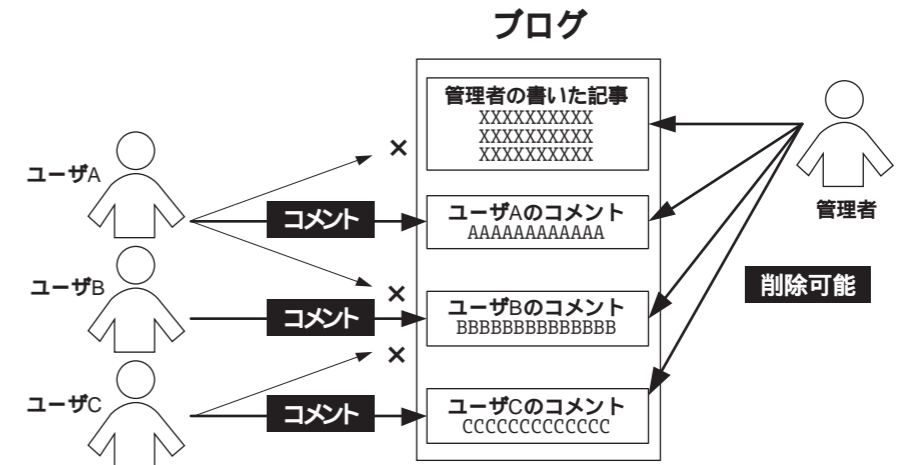 ブログ
管理者の書いた記事
XXXXXXXXXX
XXXXXXXXXX
XXXXXXXXXX
×
ユーザA
コメント
ユーザAのコメント
AAAAAAAAAAAA
管理者
削除可能
ユーザB
×
コメント
ユーザBのコメント
BBBBBBBBBBBBBB
×
ユーザC
コメント
ユーザCのコメント
CCCCCCCCCCCCC